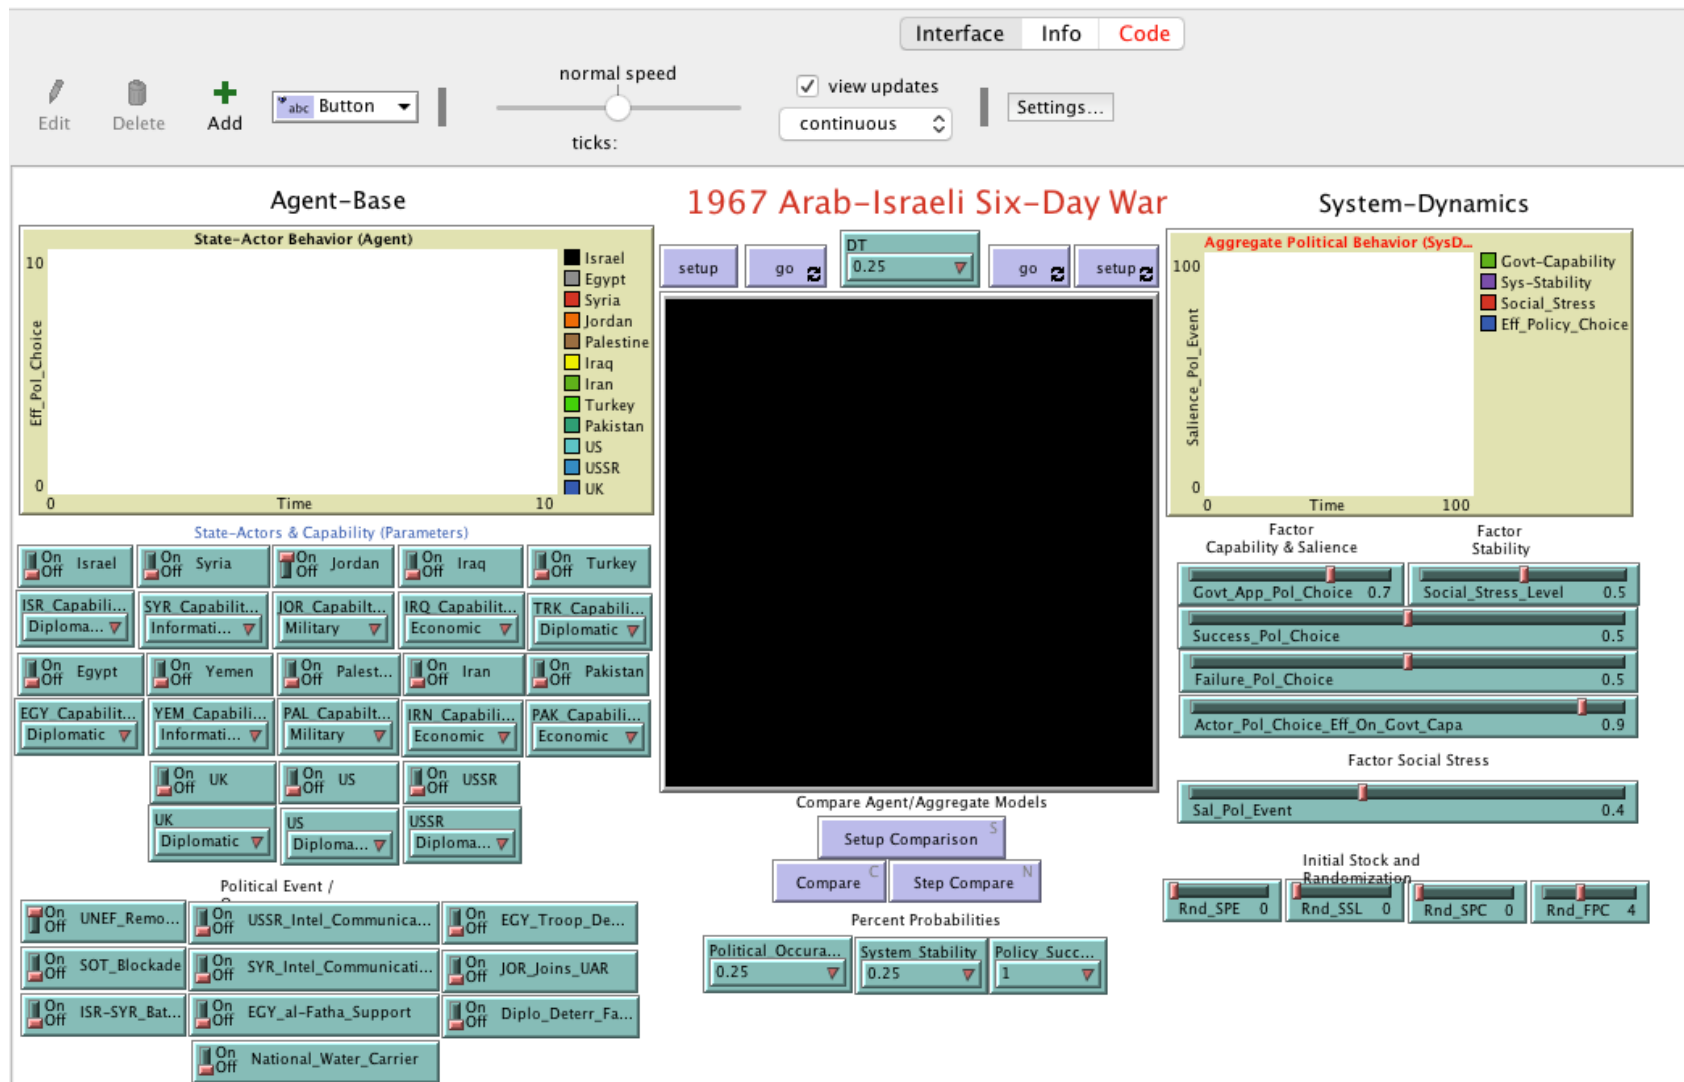 Interface Info Code
Edit Delete Add abc Button
normal speed
ticks:
view updates
continuous
Settings...
Agent-Base
1967 Arab-Israeli Six-Day War
System-Dynamics
State-Actor Behavior (Agent)
Eff_Pol_Choice
10
0
0 Time 10
Israel
Egypt
Syria
Jordan
Palestine
Iraq
Iran
Turkey
Pakistan
US
USSR
UK
setup
go
DT
0.25
go
setup
Aggregate Political Behavior (SysD...
Salience_Pol_Event
100
0
0 Time 100
Govt-Capability
Sys-Stability
Social_Stress
Eff_Policy_Choice
State-Actors & Capability (Parameters)
On Off Israel
On Off Syria
On Off Jordan
On Off Iraq
On Off Turkey
ISR_Capabili...
Diploma...
SYR_Capabilit...
Informati...
JOR_Capabilt...
Military
IRQ_Capabilit...
Economic
TRK_Capabili...
Diplomatic
On Off Egypt
On Off Yemen
On Off Palest...
On Off Iran
On Off Pakistan
EGY_Capabilit...
Diplomatic
YEM_Capabili...
Informati...
PAL_Capabilt...
Military
IRN_Capabili...
Economic
PAK_Capabili...
Economic
On Off UK
On Off US
On Off USSR
UK
Diplomatic
US
Diploma...
USSR
Diploma...
Political Event /
On Off UNEF_Remo...
On Off USSR_Intel_Communica...
On Off EGY_Troop_De...
On Off SOT_Blockade
On Off SYR_Intel_Communicati...
On Off JOR_Joins_UAR
On Off ISR-SYR_Bat...
On Off EGY_al-Fatha_Support
On Off Diplo_Deterr_Fa...
On Off National_Water_Carrier
Compare Agent/Aggregate Models
Setup Comparison S
Compare C
Step Compare N
Percent Probabilities
Political_Occura...
0.25
System_Stability
0.25
Policy_Succ...
1
Factor
Capability & Salience
Factor
Stability
Govt_App_Pol_Choice 0.7
Social_Stress_Level 0.5
Success_Pol_Choice 0.5
Failure_Pol_Choice 0.5
Actor_Pol_Choice_Eff_On_Govt_Capa 0.9
Factor Social Stress
Sal_Pol_Event 0.4
Initial Stock and
Randomization
Rnd_SPE 0
Rnd_SSL 0
Rnd_SPC 0
Rnd_FPC 4